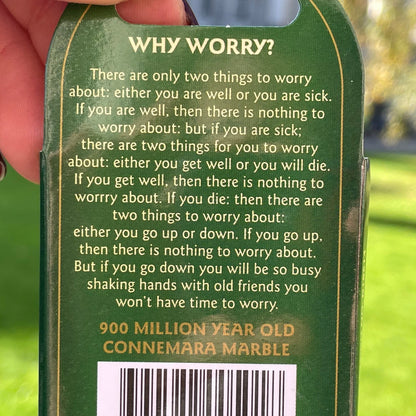 WHY WORRY?
There are only two things to worry
about: either you are well or you are sick.
If you are well, then there is nothing to
worry about: but if you are sick;
there are two things for you to worry
about: either you get well or you will die.
If you get well, then there is nothing to
worrry about. If you die: then there are
two things to worry about:
either you go up or down. If you go up,
then there is nothing to worry about.
But if you go down you will be so busy
shaking hands with old friends you
won't have time to worry.
900 MILLION YEAR OLD
CONNEMARA MARBLE